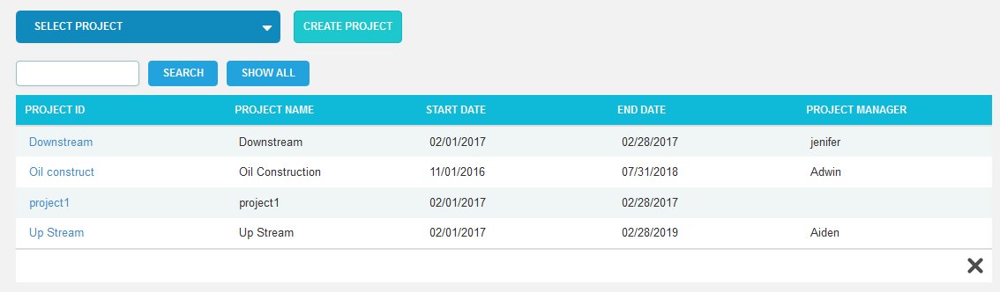 SELECT PROJECT CREATE PROJECT
SEARCH SHOW ALL
PROJECT ID PROJECT NAME START DATE END DATE PROJECT MANAGER
Downstream Downstream 02/01/2017 02/28/2017 jenifer
Oil construct Oil Construction 11/01/2016 07/31/2018 Adwin
project1 project1 02/01/2017 02/28/2017
Up Stream Up Stream 02/01/2017 02/28/2019 Aiden